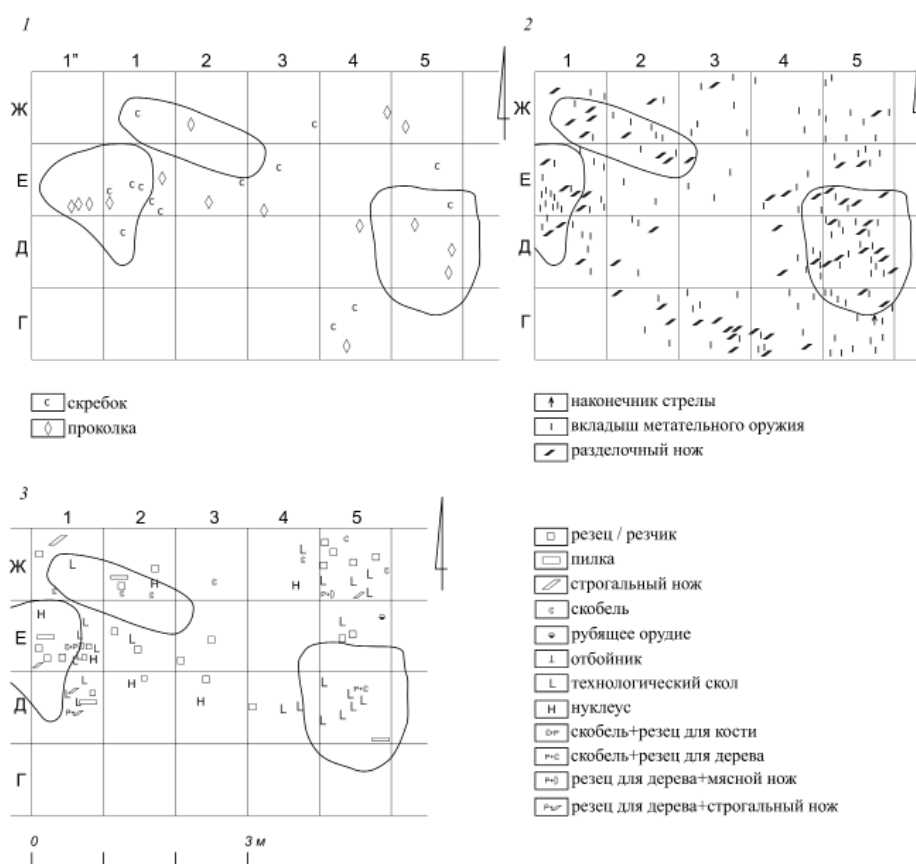 1
1" 1 2 3 4 5
Ж
Е
Д
Г
с скребок
проколка
2
1 2 3 4 5
Ж
Е
Д
Г
наконечник стрелы
вкладыш метательного оружия
разделочный нож
3
1 2 3 4 5
Ж
Е
Д
Г
0 3 м
резец / резчик
пилка
строгальный нож
с скобель
рубящее орудие
отбойник
L технологический скол
Н нуклеус
скобель+резец для кости
Р+С скобель+резец для дерева
резец для дерева+мясной нож
резец для дерева+строгальный нож